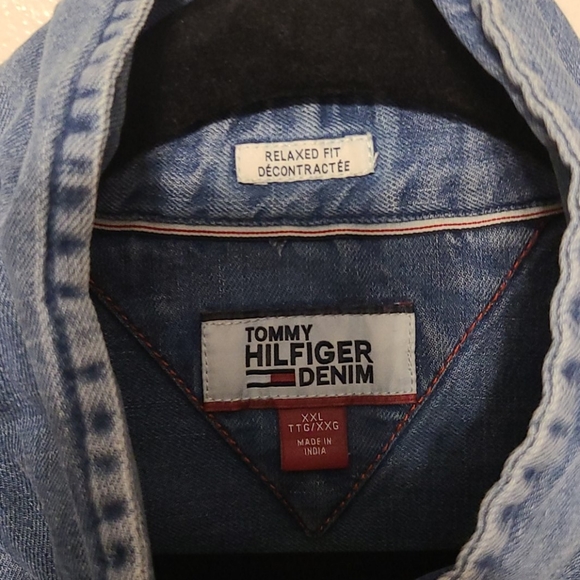 RELAXED FIT
DÉCONTRACTÉE
TOMMY
HILFIGER
DENIM
XXL
TTG/XXG
MADE IN
INDIA